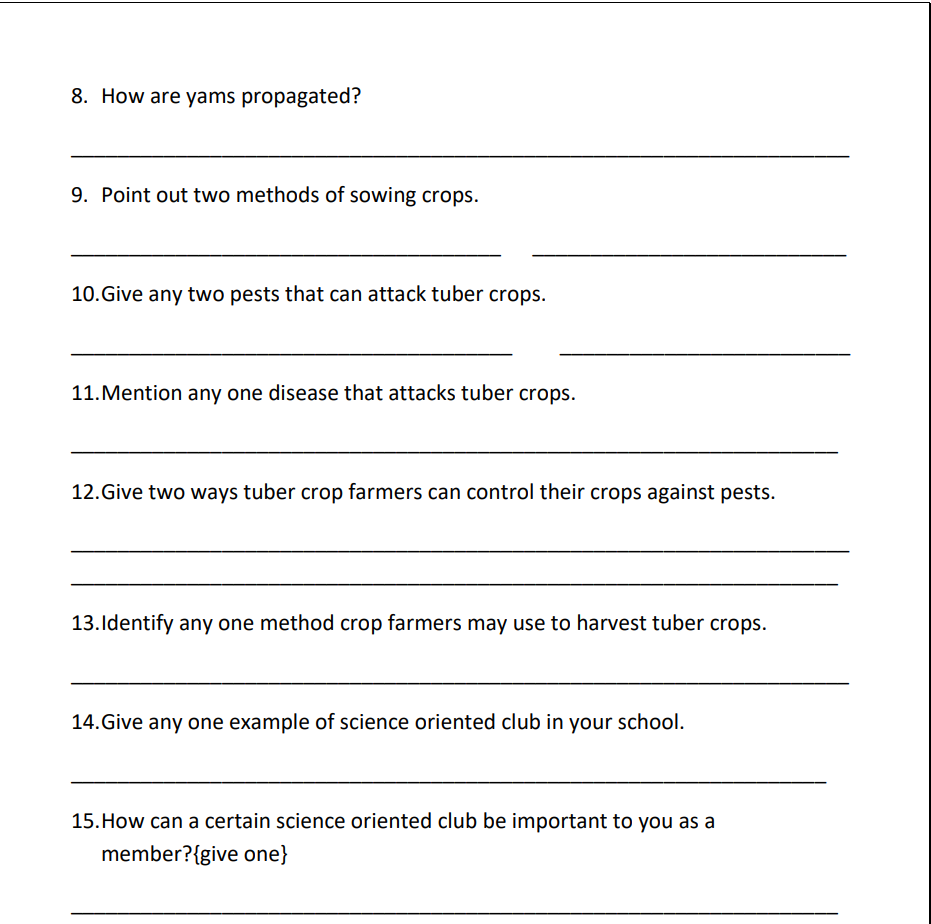 8. How are yams propagated?
9. Point out two methods of sowing crops.
10.Give any two pests that can attack tuber crops.
11.Mention any one disease that attacks tuber crops.
12.Give two ways tuber crop farmers can control their crops against pests.
13.Identify any one method crop farmers may use to harvest tuber crops.
14.Give any one example of science oriented club in your school.
15.How can a certain science oriented club be important to you as a
member?{give one}